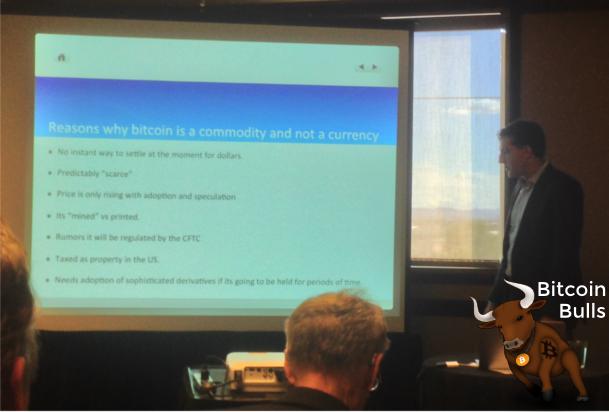 Reasons why bitcoin is a commodity and not a currency
No instant way to settle at the moment for dollars.
Predictably "scarce"
Price is only rising with adoption and speculation
Its "mined" vs printed.
Rumors it will be regulated by the CFTC
Taxed as property in the US.
Needs adoption of sophisticated derivatives if its going to be held for periods of time.
Bitcoin
Bulls